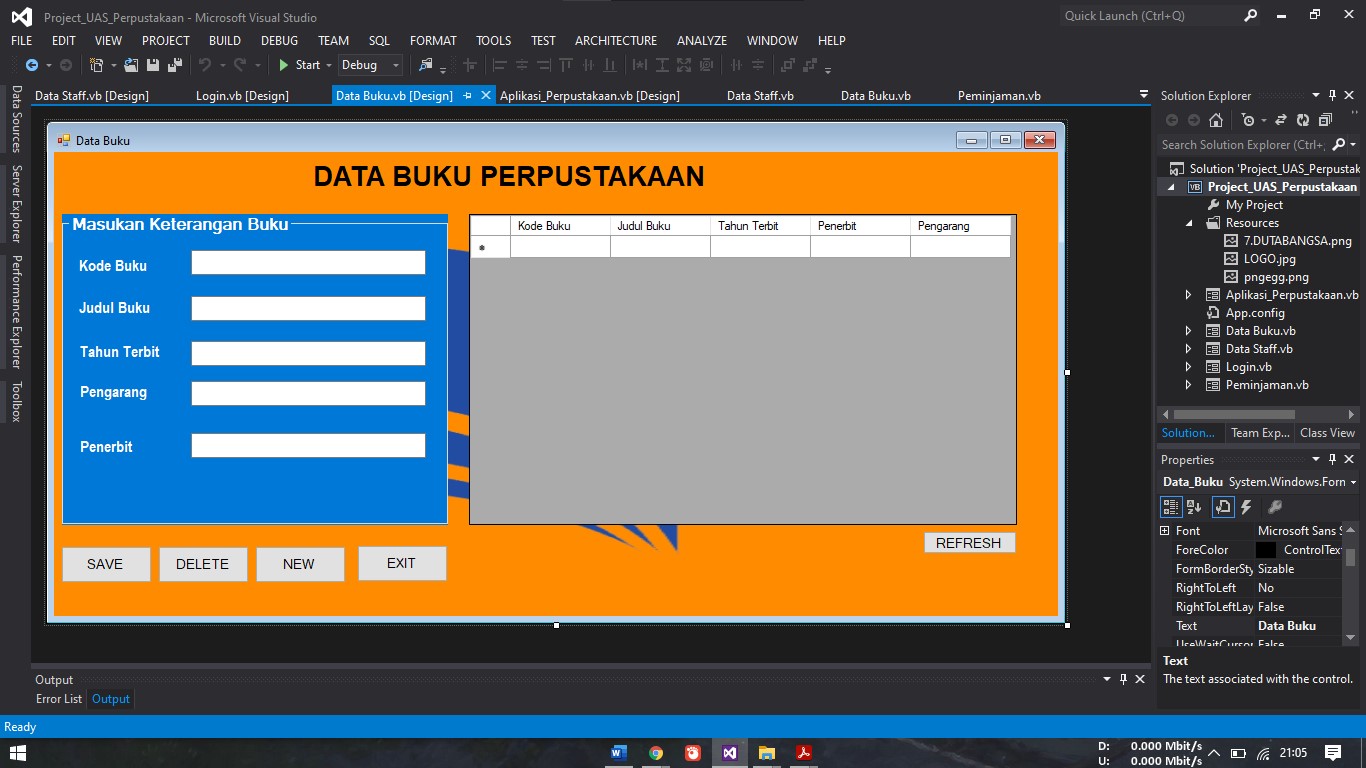 Project_UAS_Perpustakaan - Microsoft Visual Studio
Quick Launch (Ctrl+Q)
FILE EDIT VIEW PROJECT BUILD DEBUG TEAM SQL FORMAT TOOLS TEST ARCHITECTURE ANALYZE WINDOW HELP
Start Debug
Data Staff.vb [Design] Login.vb [Design] Data Buku.vb [Design] Aplikasi_Perpustakaan.vb [Design] Data Staff.vb Data Buku.vb Peminjaman.vb
Data Sources
Server Explorer
Performance Explorer
Toolbox
Data Buku
DATA BUKU PERPUSTAKAAN
Masukan Keterangan Buku
Kode Buku
Judul Buku
Tahun Terbit
Pengarang
Penerbit
Kode Buku Judul Buku Tahun Terbit Penerbit Pengarang
SAVE DELETE NEW EXIT
REFRESH
Solution Explorer
Search Solution Explorer (Ctrl+;
Solution 'Project_UAS_Perpustak
Project_UAS_Perpustakaan
My Project
Resources
7.DUTABANGSA.png
LOGO.jpg
pngegg.png
Aplikasi_Perpustakaan.vb
App.config
Data Buku.vb
Data Staff.vb
Login.vb
Peminjaman.vb
Solution... Team Exp... Class View
Properties
Data_Buku System.Windows.Forn
Font Microsoft Sans S
ForeColor ControlText
FormBorderSty Sizable
RightToLeft No
RightToLeftLay False
Text Data Buku
UseWaitCursor False
Text
The text associated with the control.
Output
Error List Output
Ready
D: 0.000 Mbit/s
U: 0.000 Mbit/s
21:05